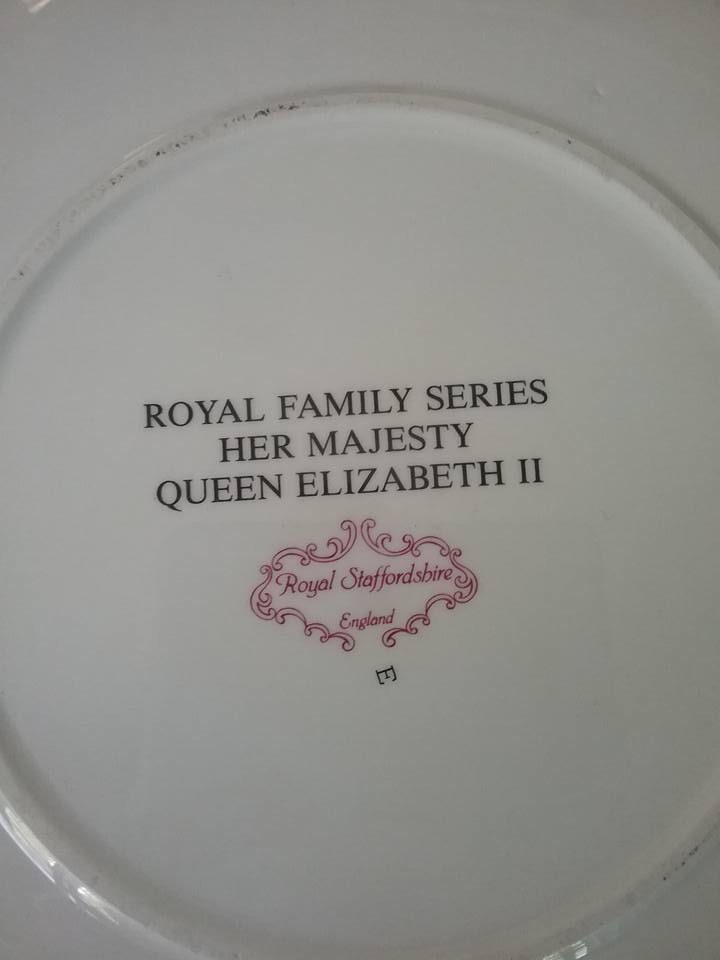 ROYAL FAMILY SERIES
HER MAJESTY
QUEEN ELIZABETH II
Royal Staffordshire
England
E